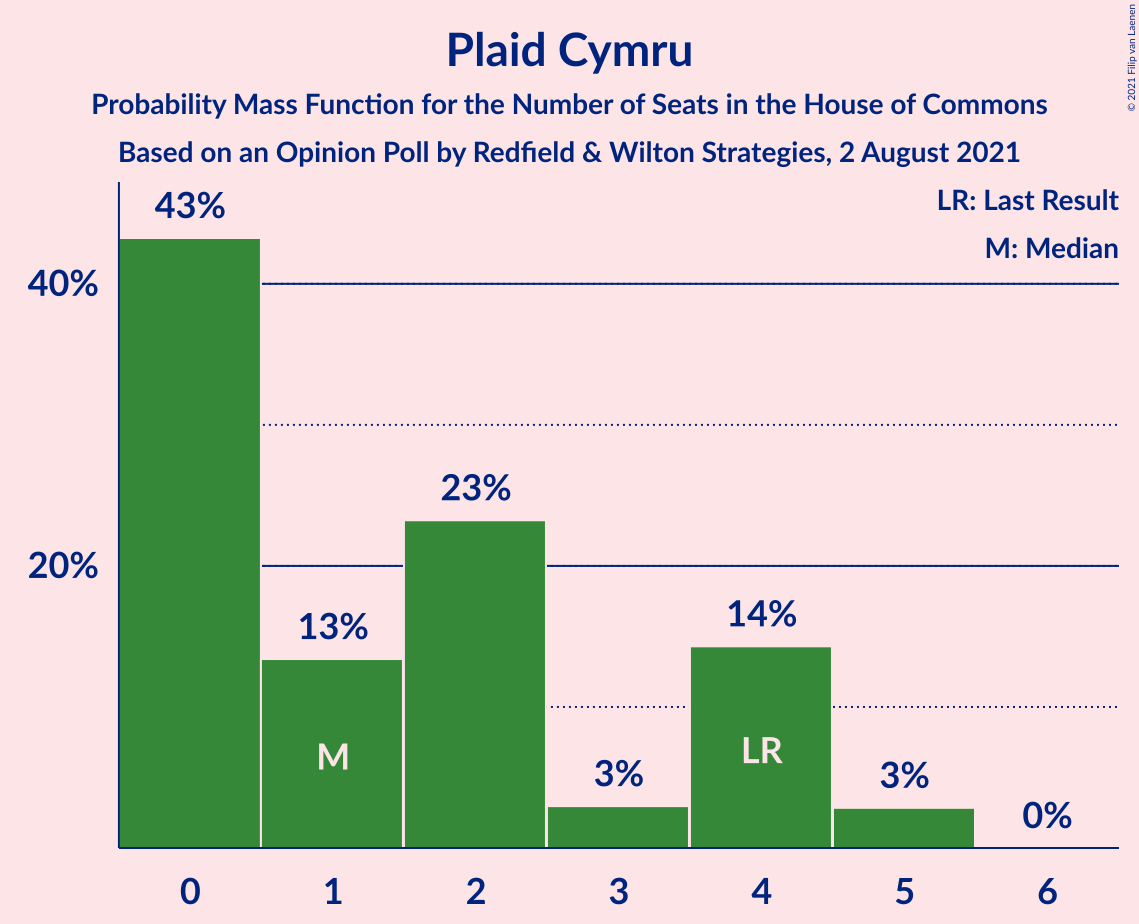 Plaid Cymru
Probability Mass Function for the Number of Seats in the House of Commons
Based on an Opinion Poll by Redfield & Wilton Strategies, 2 August 2021
© 2021 Filip van Laenen
LR: Last Result
M: Median
43%
40%
23%
20%
13%
14%
M
LR
3%
3%
0%
0 1 2 3 4 5 6